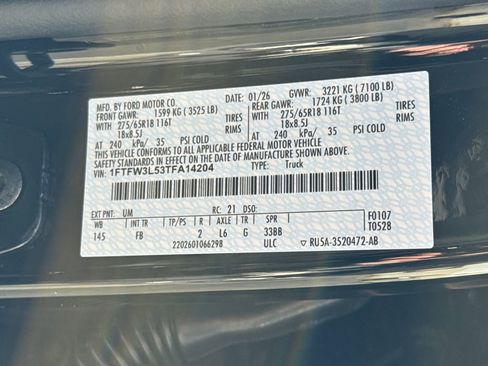 MFD. BY FORD MOTOR CO. 01/26 GVWR: 3221 KG (7100 LB)
FRONT GAWR: 1599 KG (3525 LB) REAR GAWR: 1724 KG (3800 LB)
WITH 275/65R18 116T TIRES WITH 275/65R18 116T TIRES
18x8.5J RIMS 18x8.5J RIMS
AT 240 kPa/ 35 PSI COLD AT 240 kPa/ 35 PSI COLD
THIS VEHICLE CONFORMS TO ALL APPLICABLE FEDERAL MOTOR VEHICLE
SAFETY STANDARDS IN EFFECT ON THE DATE OF MANUFACTURE SHOWN ABOVE.
VIN: 1FTFW3L53TFA14204 TYPE: Truck
EXT PNT: UM RC: 21 DSO: F0107
WB INT TR TP/PS R AXLE TR SPR T0528
145 FB 2 L6 G 33BB
2202601066298 ULC RU5A-3520472-AB